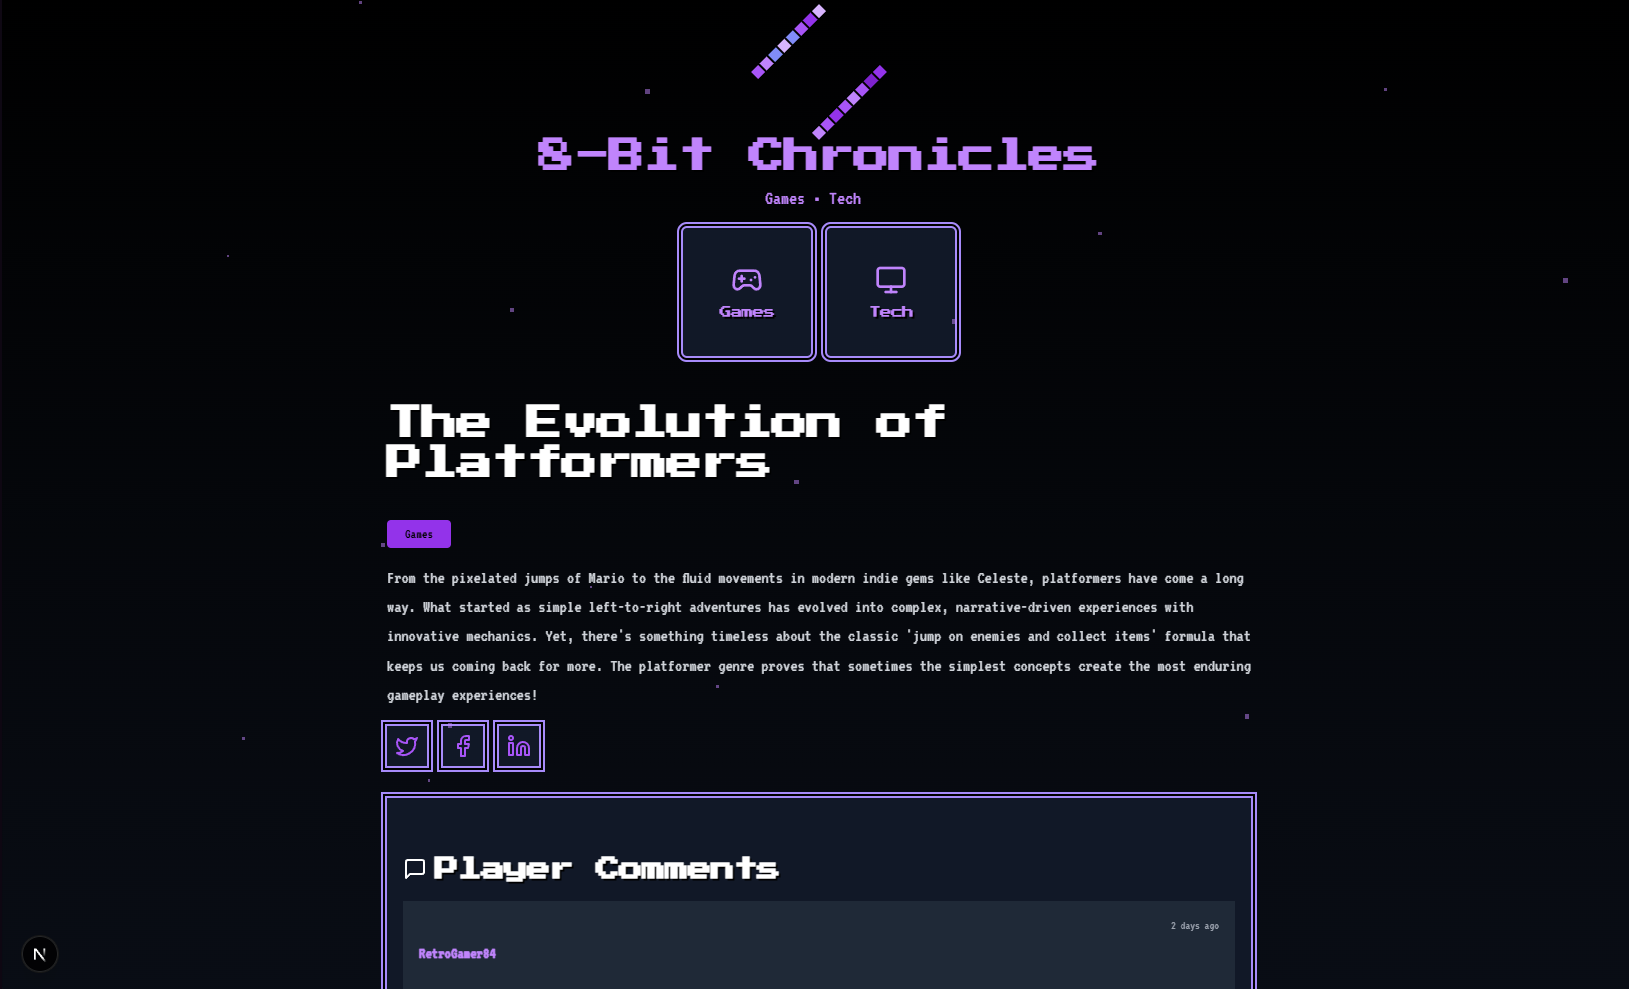 8-Bit Chronicles
Games ▪ Tech
Games
Tech
The Evolution of
Platformers
Games
From the pixelated jumps of Mario to the fluid movements in modern indie gems like Celeste, platformers have come a long
way. What started as simple left-to-right adventures has evolved into complex, narrative-driven experiences with
innovative mechanics. Yet, there's something timeless about the classic 'jump on enemies and collect items' formula that
keeps us coming back for more. The platformer genre proves that sometimes the simplest concepts create the most enduring
gameplay experiences!
Player Comments
2 days ago
RetroGamer84
N